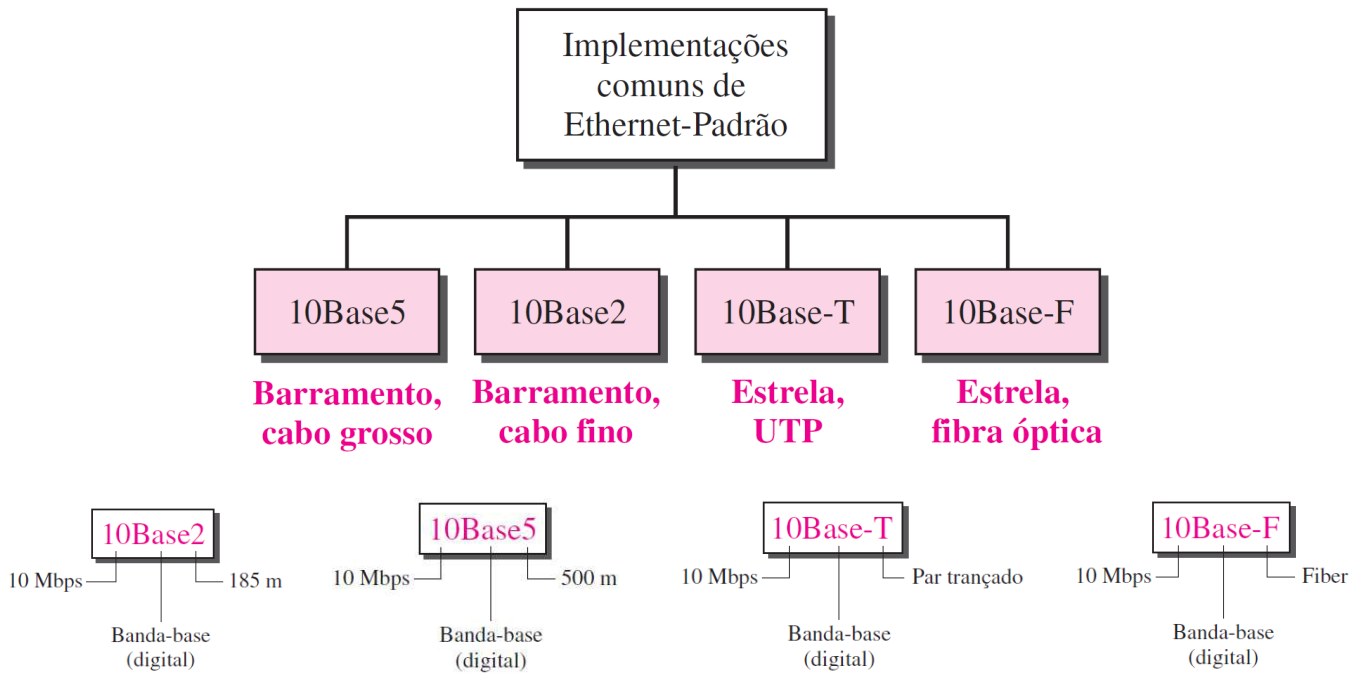 Implementações
comuns de
Ethernet-Padrão
10Base5
10Base2
10Base-T
10Base-F
Barramento,
cabo grosso
Barramento,
cabo fino
Estrela,
UTP
Estrela,
fibra óptica
10Base2
10 Mbps
185 m
Banda-base
(digital)
10Base5
10 Mbps
500 m
Banda-base
(digital)
10Base-T
10 Mbps
Par trançado
Banda-base
(digital)
10Base-F
10 Mbps
Fiber
Banda-base
(digital)